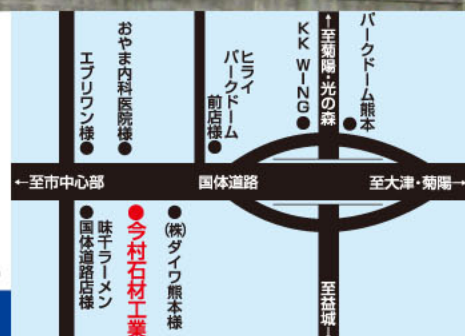 エブリワン様
おやま内科医院様
ヒライ
パークドーム
前店様
KK WING
↑至菊陽・光の森
パークドーム熊本
←至市中心部
国体道路
至大津・菊陽→
味千ラーメン
国体道路店様
今村石材工業
(株)ダイワ熊本様
至益城↓